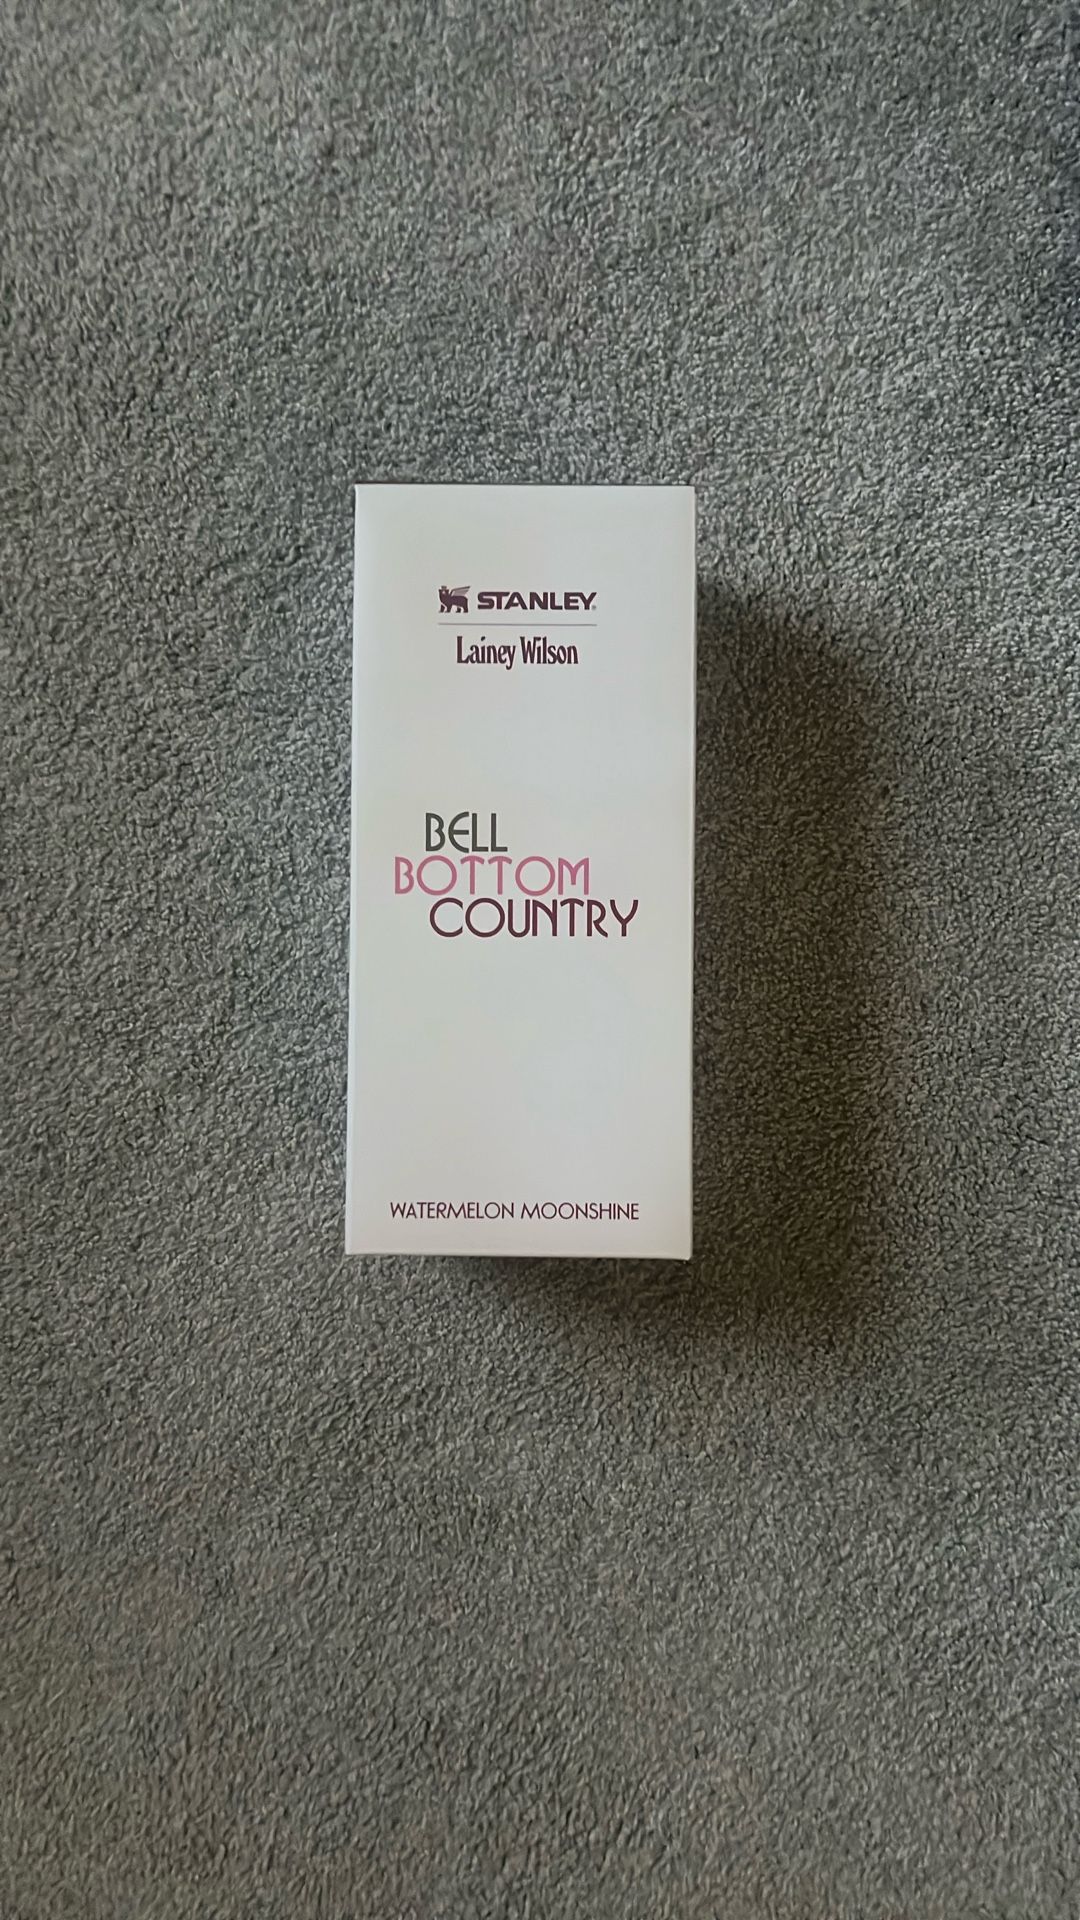 STANLEY
Lainey Wilson
BELL
BOTTOM
COUNTRY
WATERMELON MOONSHINE